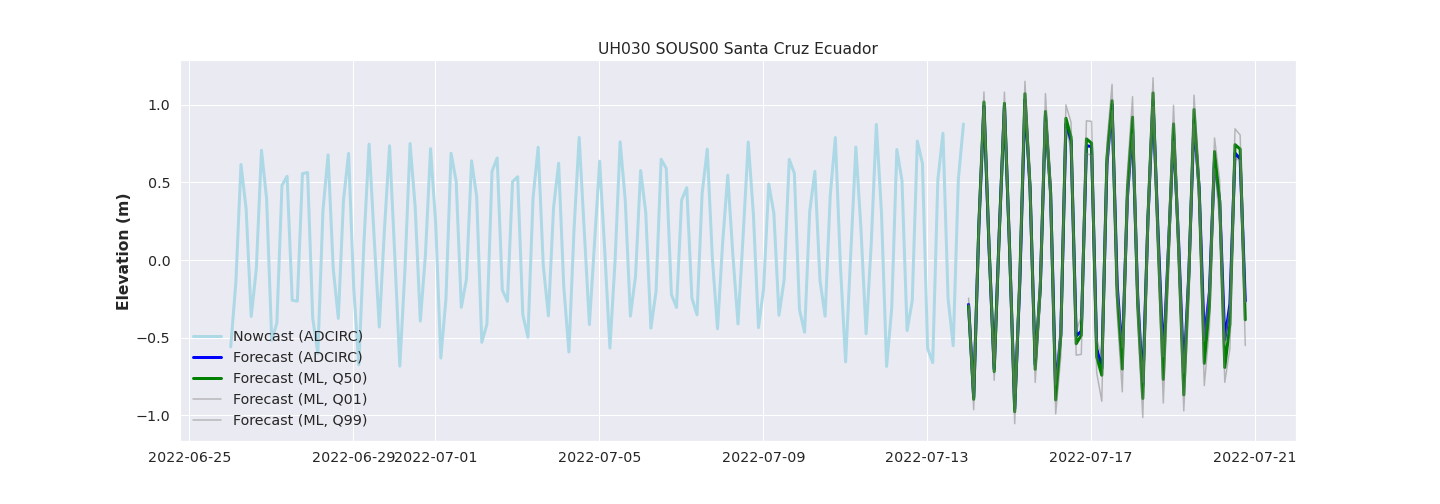 UH030 SOUS00 Santa Cruz Ecuador
Elevation (m)
1.0
0.5
0.0
−0.5
−1.0
Nowcast (ADCIRC)
Forecast (ADCIRC)
Forecast (ML, Q50)
Forecast (ML, Q01)
Forecast (ML, Q99)
2022-06-25 2022-06-29 2022-07-01 2022-07-05 2022-07-09 2022-07-13 2022-07-17 2022-07-21